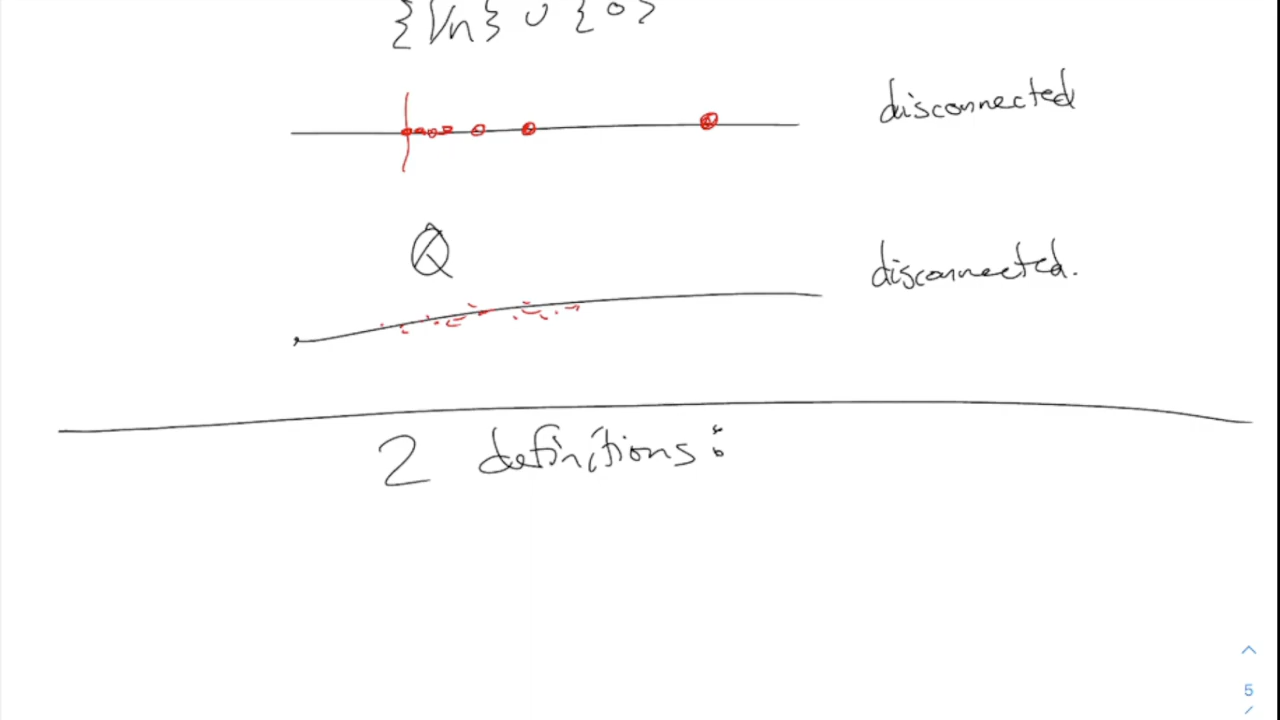 {1/n} ∪ {0}
disconnected
ℚ
disconnected.
2 definitions:
5